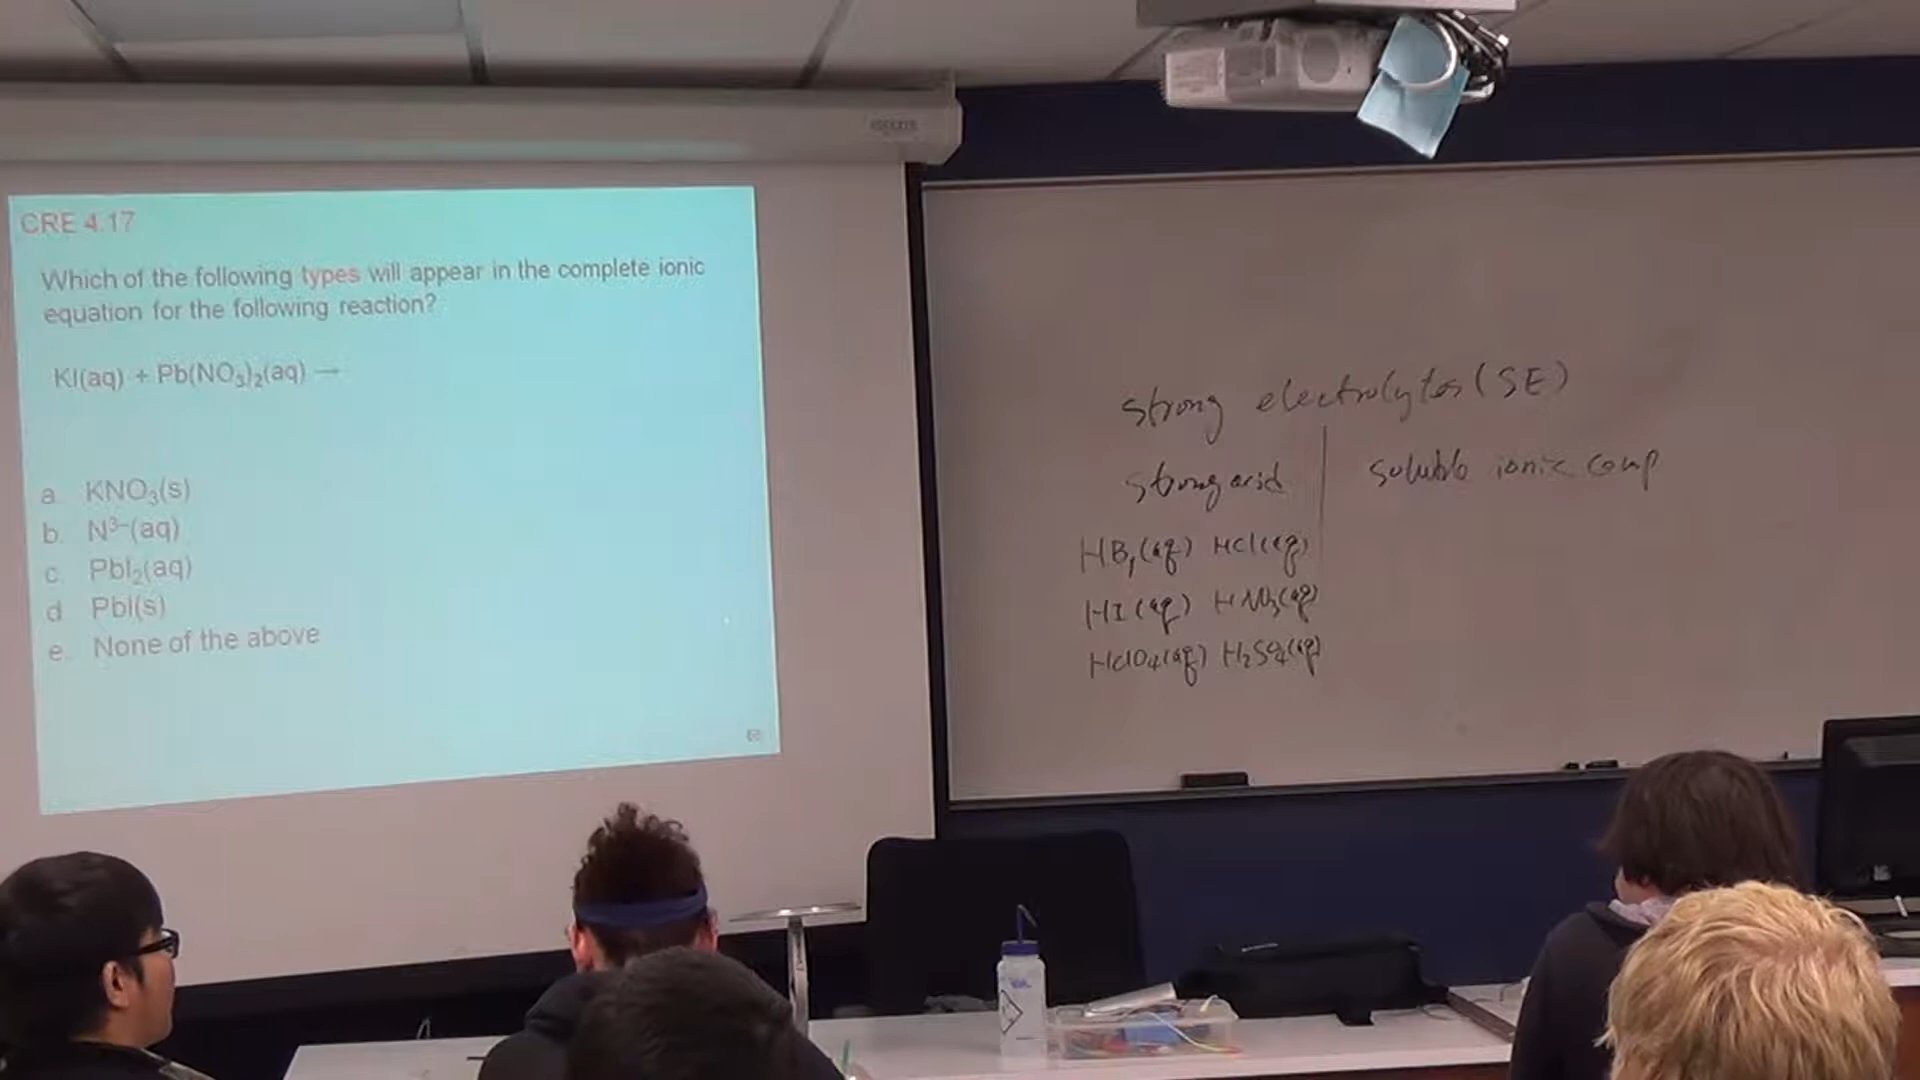 CRE 4.17
Which of the following types will appear in the complete ionic
equation for the following reaction?
KI(aq) + Pb(NO₃)₂(aq) →
a. KNO₃(s)
b. N³⁻(aq)
c. PbI₂(aq)
d. PbI(s)
e. None of the above
strong electrolytes (SE)
strong acid | soluble ionic comp
HBr(aq) HCl(aq)
HI(aq) HNO₃(aq)
HClO₄(aq) H₂SO₄(aq)